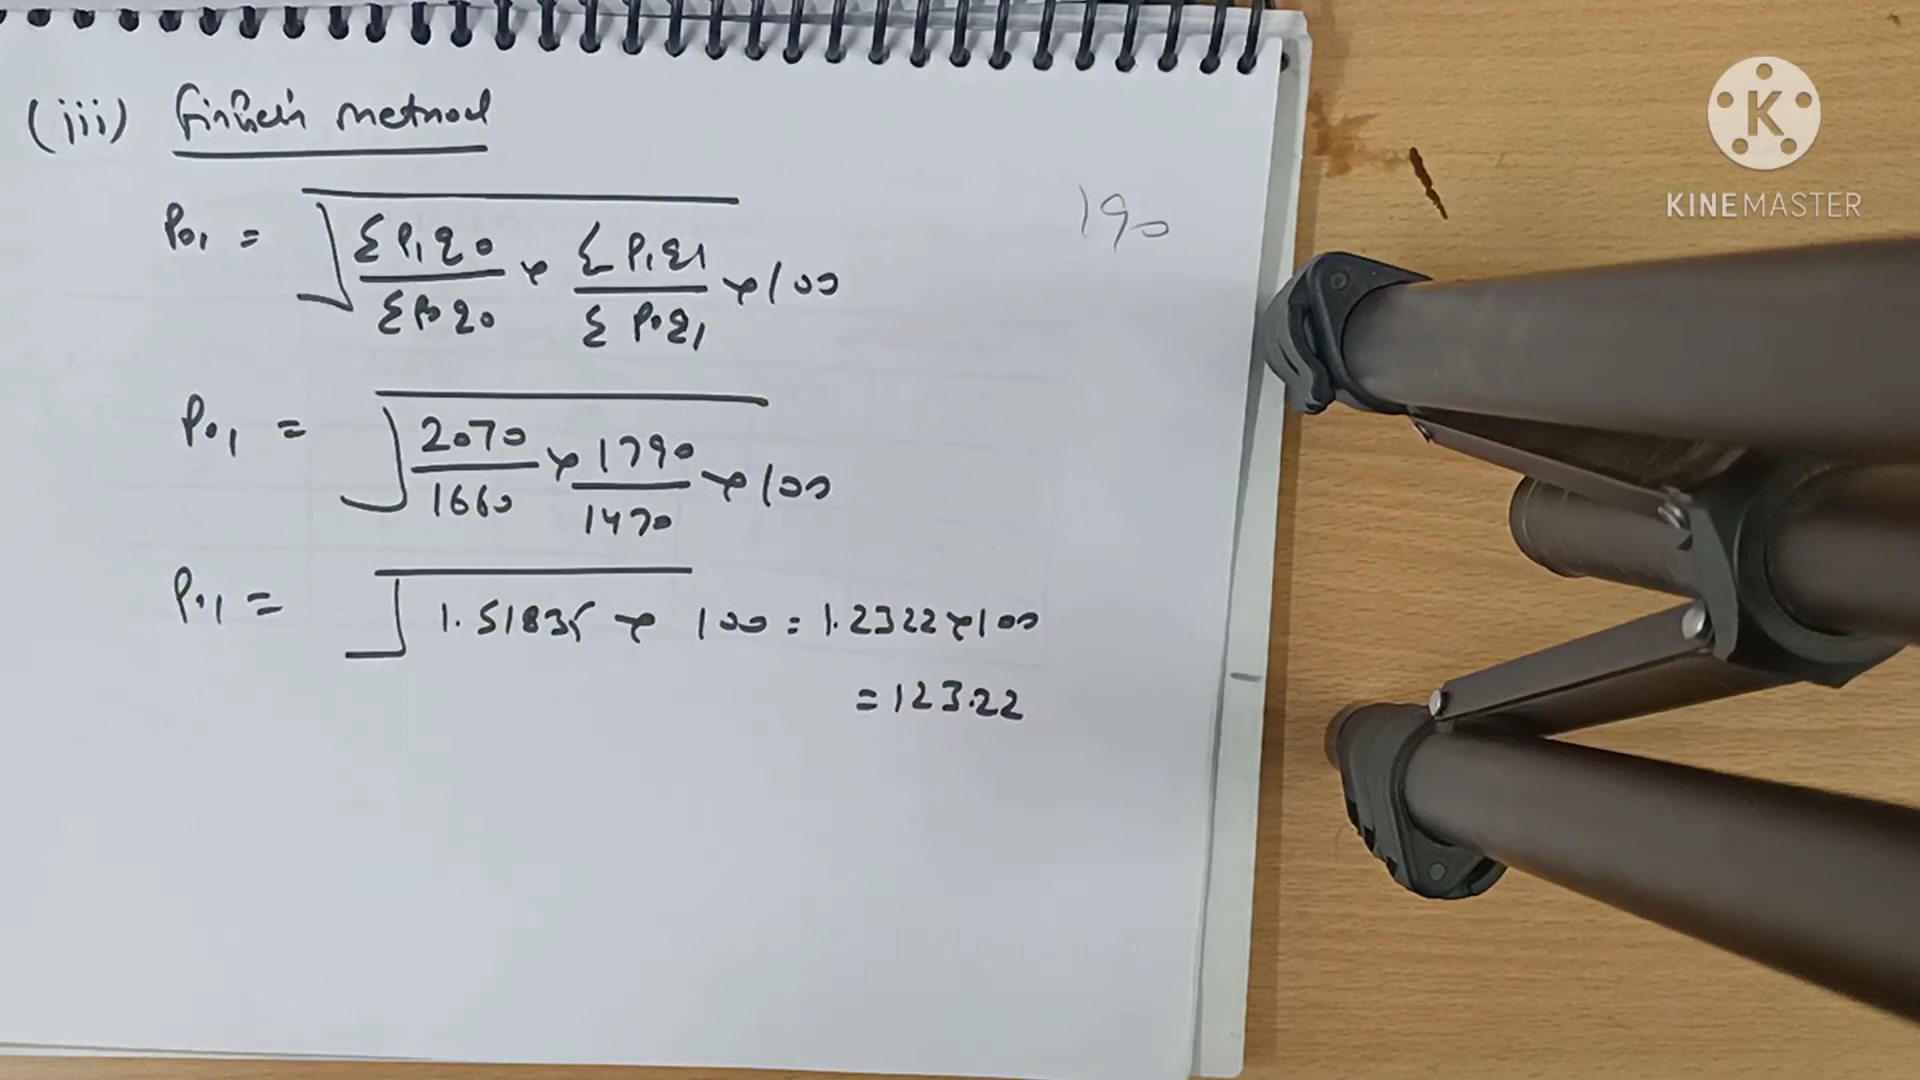 (iii) Fisher's method
P01 = √ΣP1q0/ΣP0q0 × ΣP1q1/ΣP0q1 × 100
190
P01 = √2070/1660 × 1790/1470 × 100
P01 = √1.51835 × 100 = 1.2322 × 100
= 123.22
K
KINEMASTER